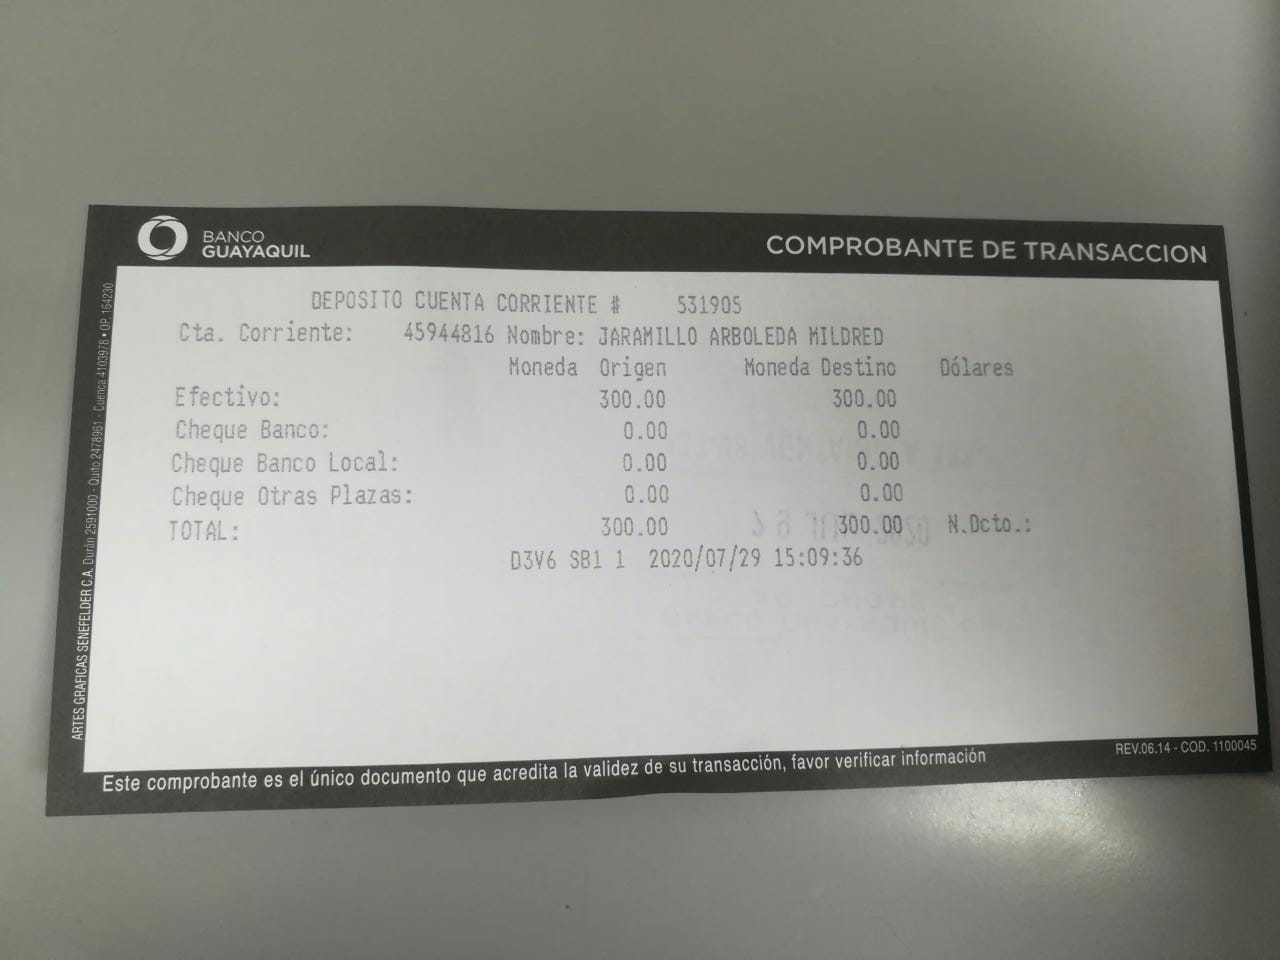 BANCO
GUAYAQUIL
COMPROBANTE DE TRANSACCION
DEPOSITO CUENTA CORRIENTE # 531905
Cta. Corriente: 45944816 Nombre: JARAMILLO ARBOLEDA MILDRED
Moneda Origen Moneda Destino Dólares
Efectivo: 300.00 300.00
Cheque Banco: 0.00 0.00
Cheque Banco Local: 0.00 0.00
Cheque Otras Plazas: 0.00 0.00
TOTAL: 300.00 300.00 N.Dcto.:
D3V6 SB1 1 2020/07/29 15:09:36
ARTES GRAFICAS SENEFELDER C.A. Durán 2591000 - Quito 2478961 - Cuenca 4103978 • OP. 164230
Este comprobante es el único documento que acredita la validez de su transacción, favor verificar información
REV.06.14 - COD. 1100045